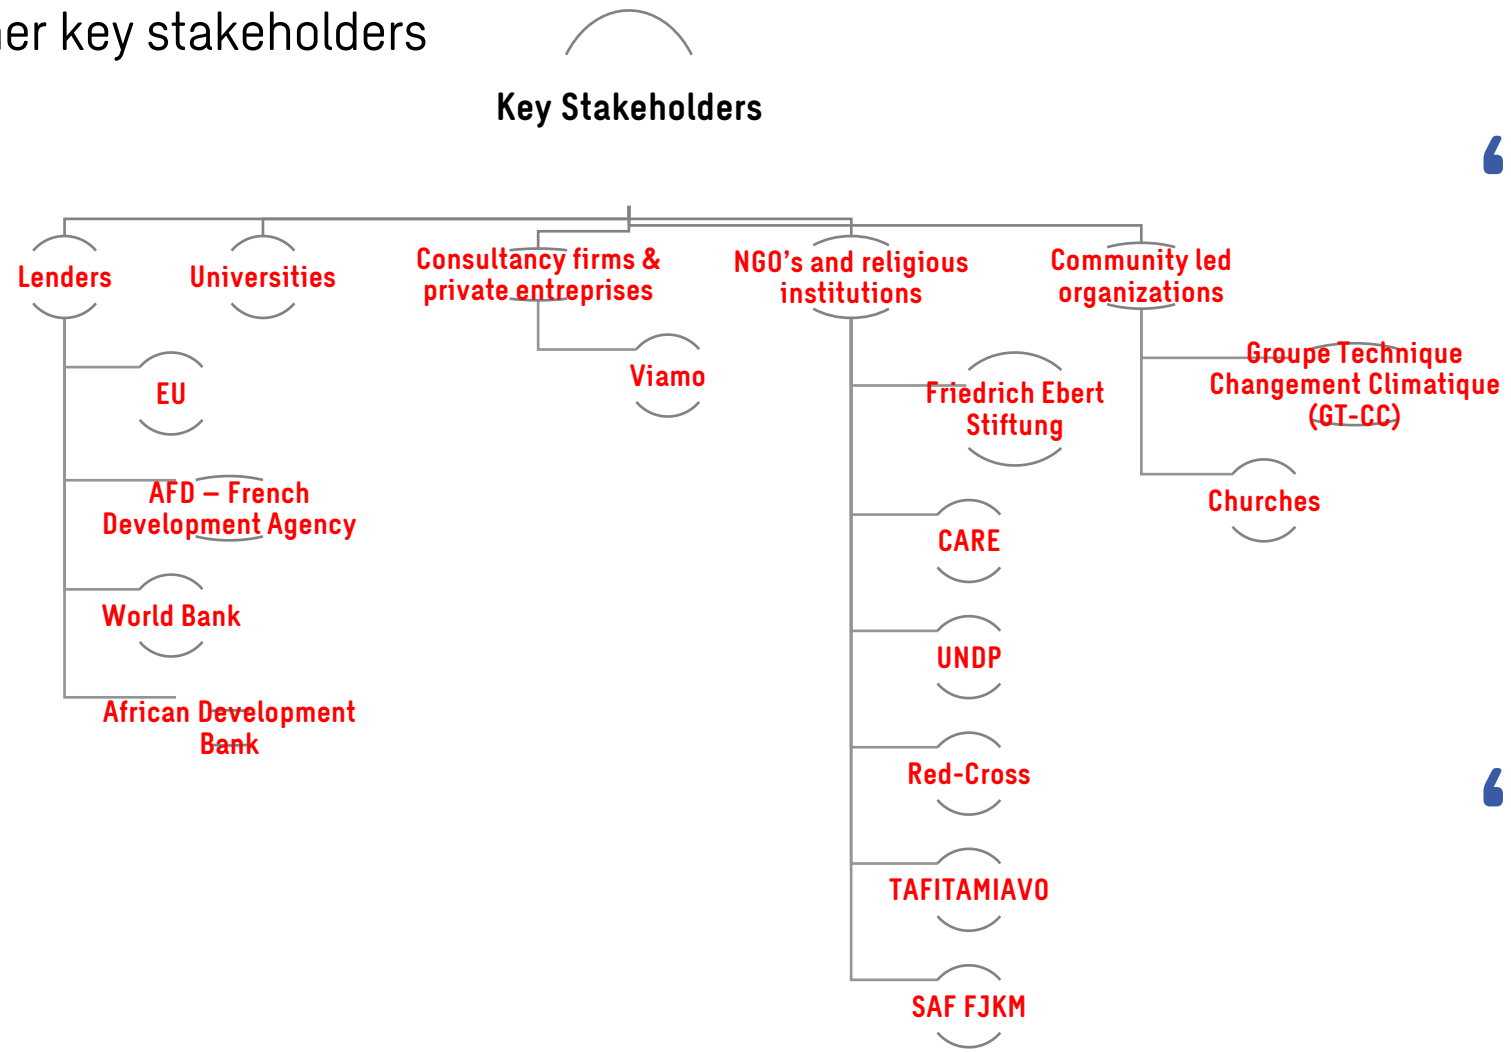 er key stakeholders
Key Stakeholders
Lenders
Universities
Consultancy firms &
private entreprises
NGO's and religious
institutions
Community led
organizations
EU
AFD – French
Development Agency
World Bank
African Development
Bank
Viamo
Friedrich Ebert
Stiftung
CARE
UNDP
Red-Cross
TAFITAMIAVO
SAF FJKM
Groupe Technique
Changement Climatique
(GT-CC)
Churches